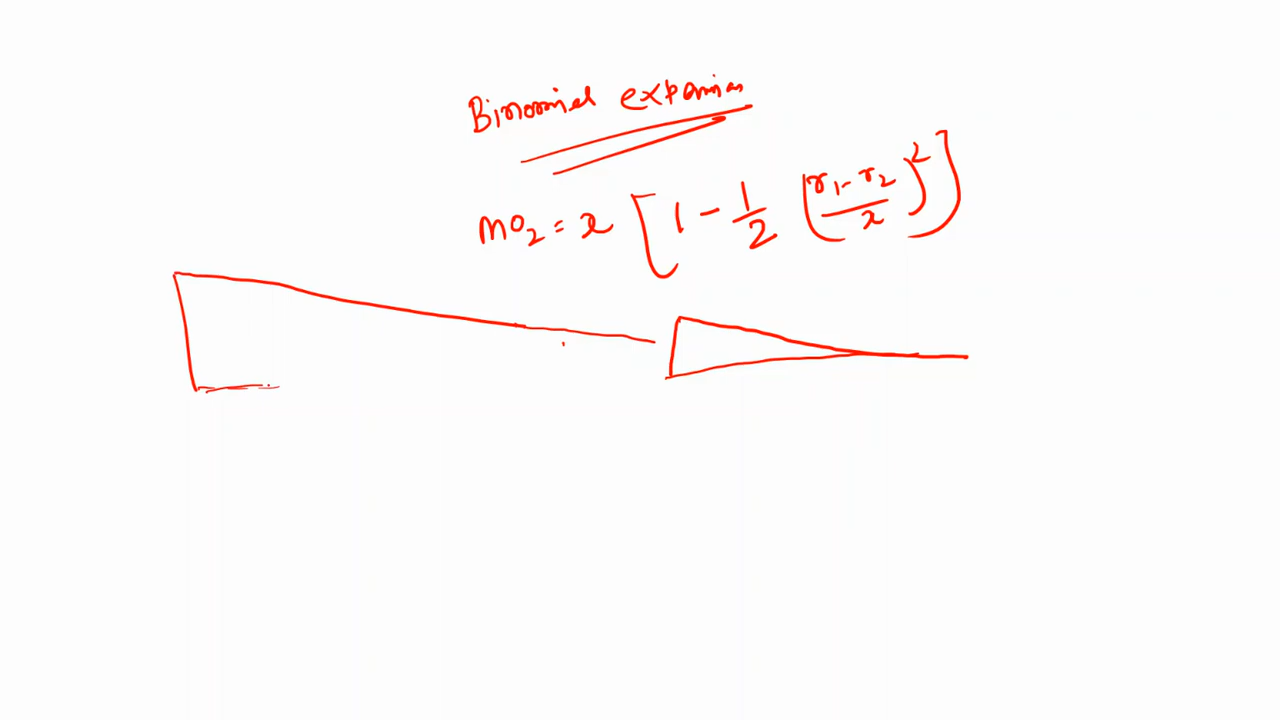 Binomial expansion
mO₂ = x [1 - 1/2 ((r₁ - r₂)/x)²]